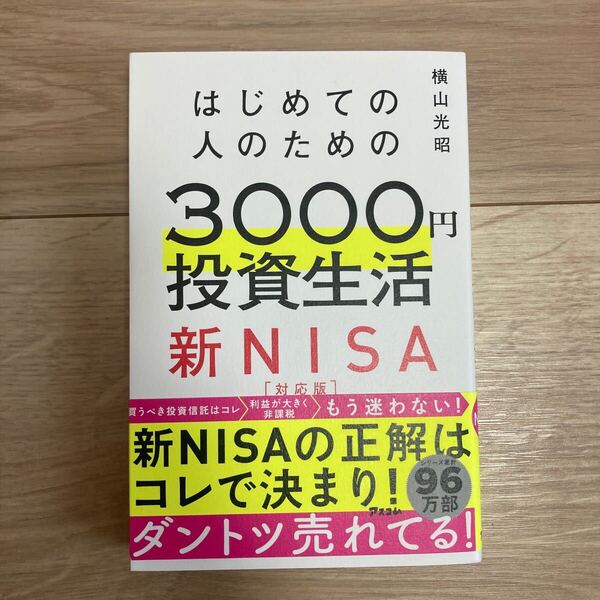 横山光昭
はじめての
人のための
3000円
投資生活
新NISA
［対応版］
買うべき投資信託はコレ
利益が大きく
非課税
もう迷わない！
新NISAの正解は
コレで決まり！
アスコム
シリーズ累計
96
万部
ダントツ売れてる！